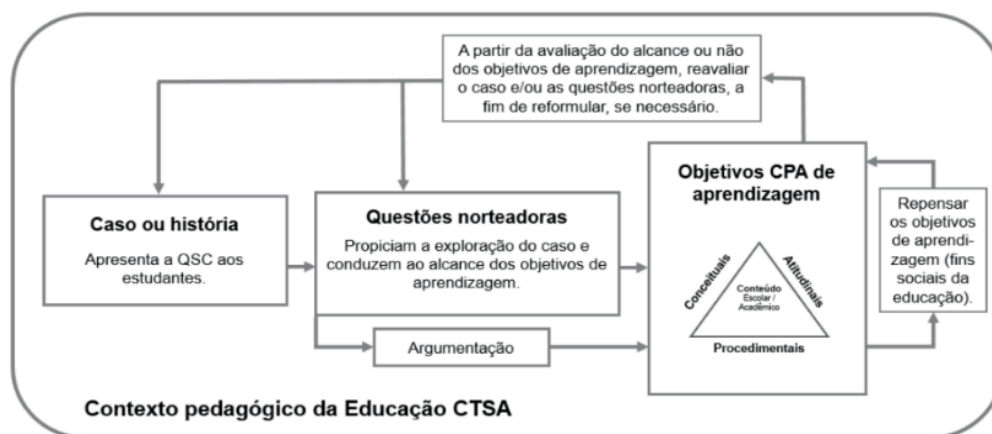 A partir da avaliação do alcance ou não
dos objetivos de aprendizagem, reavaliar
o caso e/ou as questões norteadoras, a
fim de reformular, se necessário.
Caso ou história
Apresenta a QSC aos
estudantes.
Questões norteadoras
Propiciam a exploração do caso e
conduzem ao alcance dos objetivos de
aprendizagem.
Argumentação
Objetivos CPA de
aprendizagem
Conceituais
Atitudinais
Conteúdo
Escolar /
Acadêmico
Procedimentais
Repensar
os objetivos
de aprendi-
zagem (fins
sociais da
educação).
Contexto pedagógico da Educação CTSA